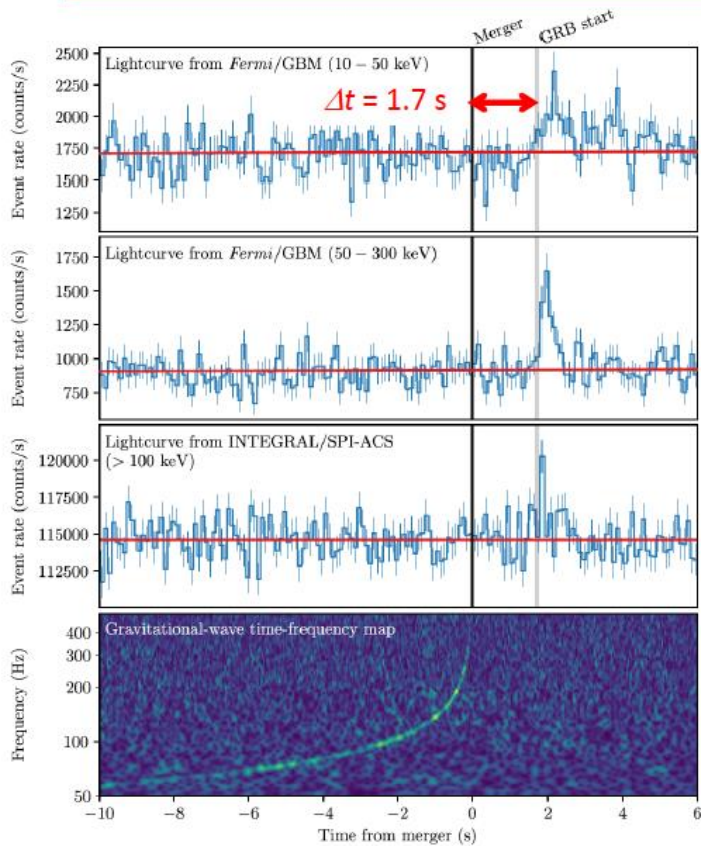 Merger
GRB start
Event rate (counts/s)
2500
2250
2000
1750
1500
1250
Lightcurve from Fermi/GBM (10 − 50 keV)
Δt = 1.7 s
Event rate (counts/s)
1750
1500
1250
1000
750
Lightcurve from Fermi/GBM (50 − 300 keV)
Event rate (counts/s)
120000
117500
115000
112500
Lightcurve from INTEGRAL/SPI-ACS
(> 100 keV)
Frequency (Hz)
400
300
200
100
50
Gravitational-wave time-frequency map
−10
−8
−6
−4
−2
0
2
4
6
Time from merger (s)